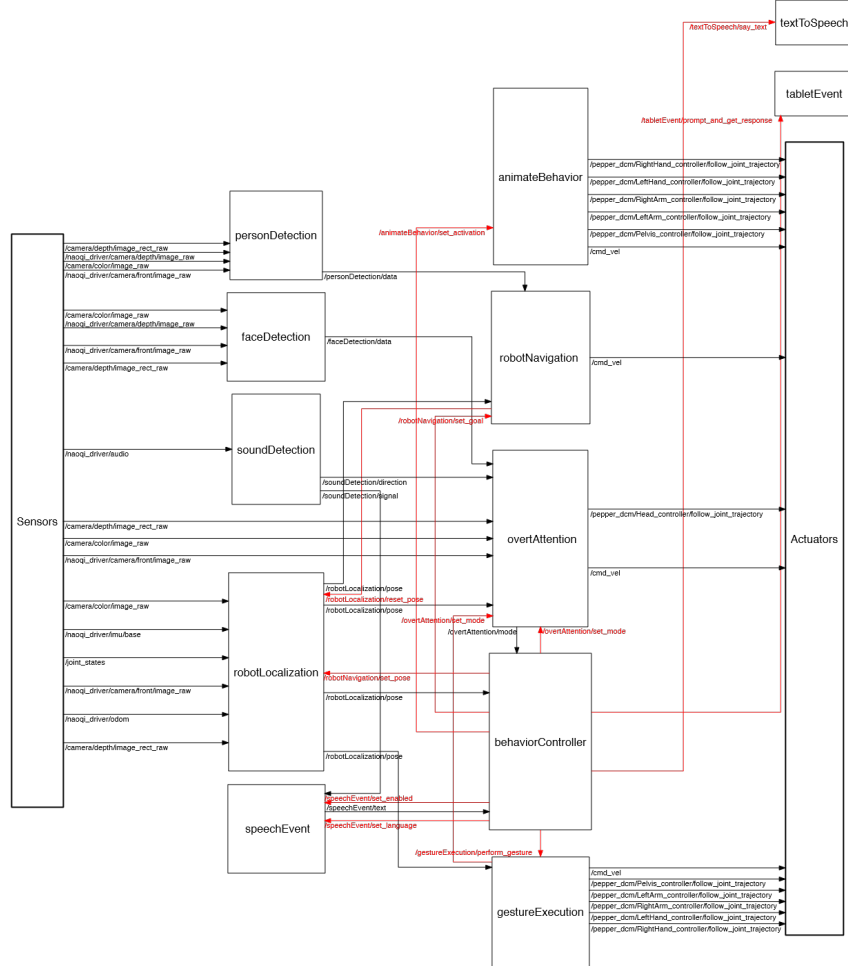 /textToSpeech/say_text
textToSpeech
tabletEvent
/tabletEvent/prompt_and_get_response
animateBehavior
/pepper_dcm/RightHand_controller/follow_joint_trajectory
/pepper_dcm/LeftHand_controller/follow_joint_trajectory
/pepper_dcm/RightArm_controller/follow_joint_trajectory
/pepper_dcm/LeftArm_controller/follow_joint_trajectory
/pepper_dcm/Pelvis_controller/follow_joint_trajectory
/cmd_vel
/animateBehavior/set_activation
personDetection
/camera/depth/image_rect_raw
/naoqi_driver/camera/depth/image_raw
/camera/color/image_raw
/naoqi_driver/camera/front/image_raw
/personDetection/data
/camera/color/image_raw
/naoqi_driver/camera/depth/image_raw
/naoqi_driver/camera/front/image_raw
/camera/depth/image_rect_raw
faceDetection
/faceDetection/data
robotNavigation
/cmd_vel
/robotNavigation/set_goal
/naoqi_driver/audio
soundDetection
/soundDetection/direction
/soundDetection/signal
Sensors
/camera/depth/image_rect_raw
/camera/color/image_raw
/naoqi_driver/camera/front/image_raw
overtAttention
/pepper_dcm/Head_controller/follow_joint_trajectory
/cmd_vel
Actuators
/robotLocalization/pose
/robotLocalization/reset_pose
/robotLocalization/pose
/overtAttention/set_mode
/overtAttention/mode
/overtAttention/set_mode
/camera/color/image_raw
/naoqi_driver/imu/base
/joint_states
/naoqi_driver/camera/front/image_raw
/naoqi_driver/odom
/camera/depth/image_rect_raw
robotLocalization
/robotNavigation/set_pose
/robotLocalization/pose
/robotLocalization/pose
behaviorController
speechEvent
/speechEvent/set_enabled
/speechEvent/text
/speechEvent/set_language
/gestureExecution/perform_gesture
gestureExecution
/cmd_vel
/pepper_dcm/Pelvis_controller/follow_joint_trajectory
/pepper_dcm/LeftArm_controller/follow_joint_trajectory
/pepper_dcm/RightArm_controller/follow_joint_trajectory
/pepper_dcm/LeftHand_controller/follow_joint_trajectory
/pepper_dcm/RightHand_controller/follow_joint_trajectory